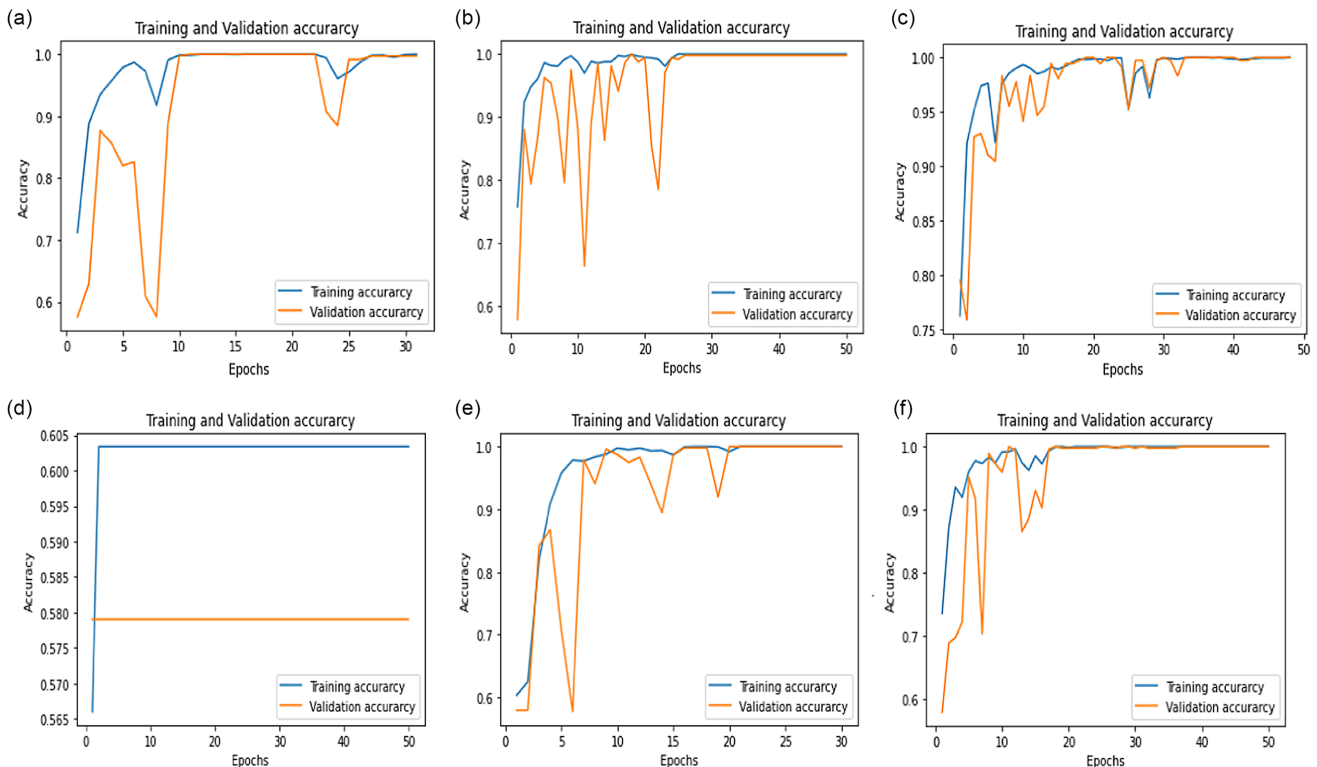 (a)
Training and Validation accurarcy
1.0
0.9
0.8
0.7
0.6
Accuracy
0 5 10 15 20 25 30
Epochs
Training accurarcy
Validation accurarcy
(b)
Training and Validation accurarcy
1.0
0.9
0.8
0.7
0.6
Accuracy
0 10 20 30 40 50
Epochs
Training accurarcy
Validation accurarcy
(c)
Training and Validation accurarcy
1.00
0.95
0.90
0.85
0.80
0.75
Accuracy
0 10 20 30 40 50
Epochs
Training accurarcy
Validation accurarcy
(d)
Training and Validation accurarcy
0.605
0.600
0.595
0.590
0.585
0.580
0.575
0.570
0.565
Accuracy
0 10 20 30 40 50
Epochs
Training accurarcy
Validation accurarcy
(e)
Training and Validation accurarcy
1.0
0.9
0.8
0.7
0.6
Accuracy
0 5 10 15 20 25 30
Epochs
Training accurarcy
Validation accurarcy
(f)
Training and Validation accurarcy
1.0
0.9
0.8
0.7
0.6
Accuracy
0 10 20 30 40 50
Epochs
Training accurarcy
Validation accurarcy